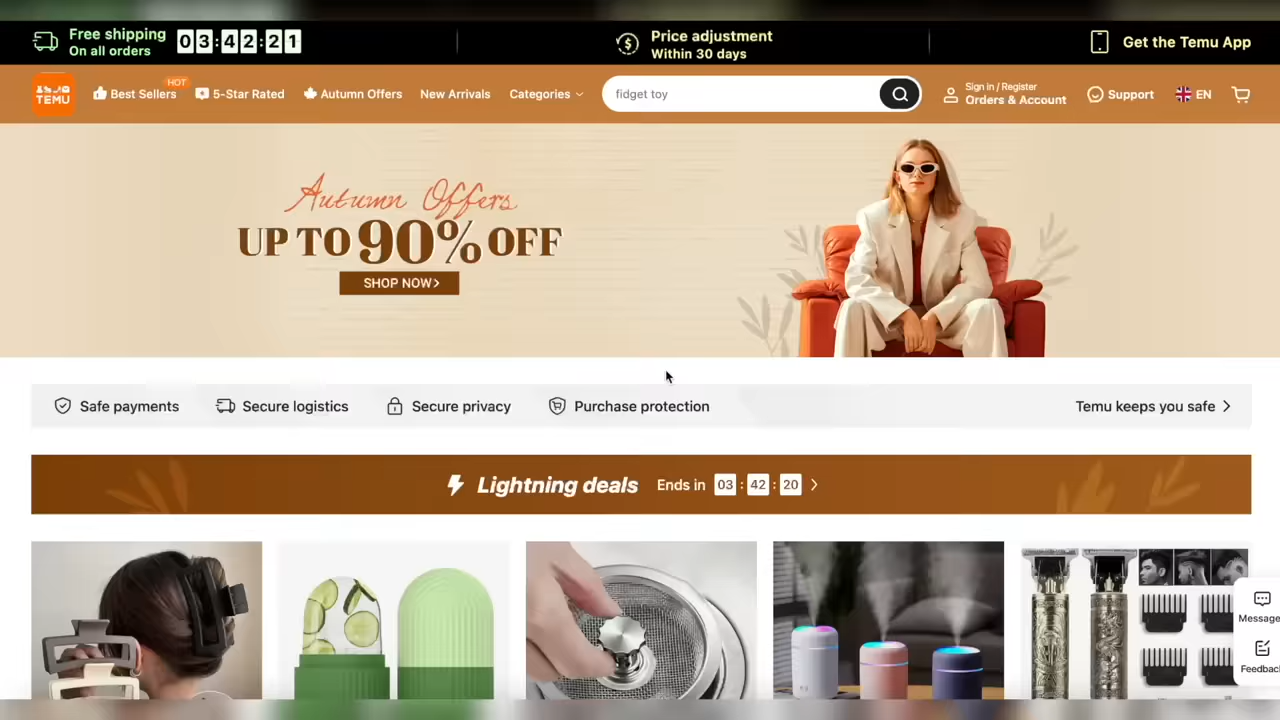 Free shipping
On all orders
03:42:21
Price adjustment
Within 30 days
Get the Temu App
TEMU
Best Sellers
HOT
5-Star Rated
Autumn Offers
New Arrivals
Categories
fidget toy
Sign in / Register
Orders & Account
Support
EN
Autumn Offers
UP TO 90% OFF
SHOP NOW>
Safe payments
Secure logistics
Secure privacy
Purchase protection
Temu keeps you safe >
Lightning deals Ends in 03 : 42 : 20 >
Message
Feedbac